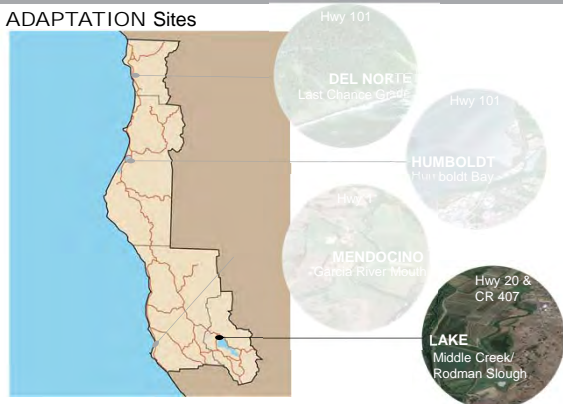 ADAPTATION Sites
Hwy 101
DEL NORTE
Last Chance Grade
Hwy 101
HUMBOLDT
Humboldt Bay
Hwy 1
MENDOCINO
Garcia River Mouth
Hwy 20 &
CR 407
LAKE
Middle Creek/
Rodman Slough